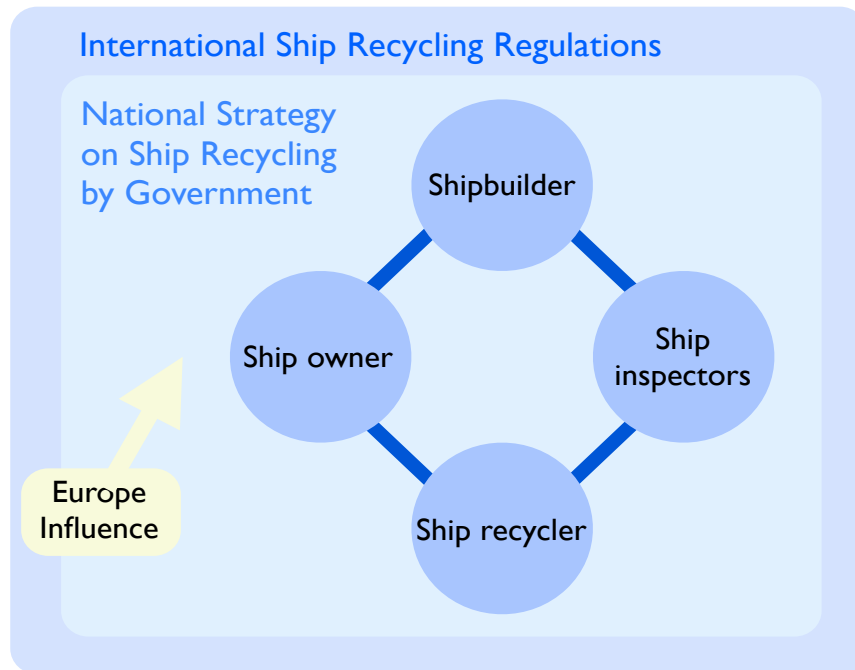 International Ship Recycling Regulations
National Strategy
on Ship Recycling
by Government
Shipbuilder
Ship owner
Ship
inspectors
Ship recycler
Europe
Influence